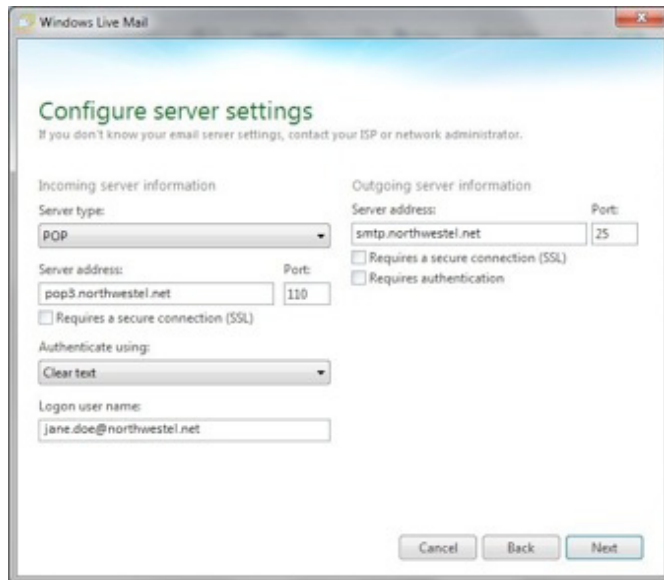 Windows Live Mail
Configure server settings
If you don't know your email server settings, contact your ISP or network administrator.
Incoming server information
Server type:
POP
Server address: Port:
pop3.northwestel.net 110
Requires a secure connection (SSL)
Authenticate using:
Clear text
Logon user name:
jane.doe@northwestel.net
Outgoing server information
Server address: Port:
smtp.northwestel.net 25
Requires a secure connection (SSL)
Requires authentication
Cancel Back Next